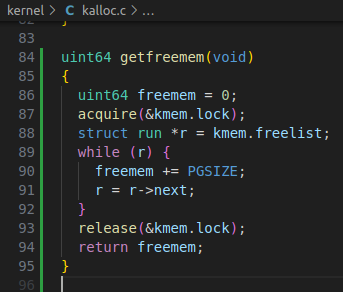 kernel > C kalloc.c > ...
82 }
83
84 uint64 getfreemem(void)
85 {
86   uint64 freemem = 0;
87   acquire(&kmem.lock);
88   struct run *r = kmem.freelist;
89   while (r) {
90     freemem += PGSIZE;
91     r = r->next;
92   }
93   release(&kmem.lock);
94   return freemem;
95 }
96